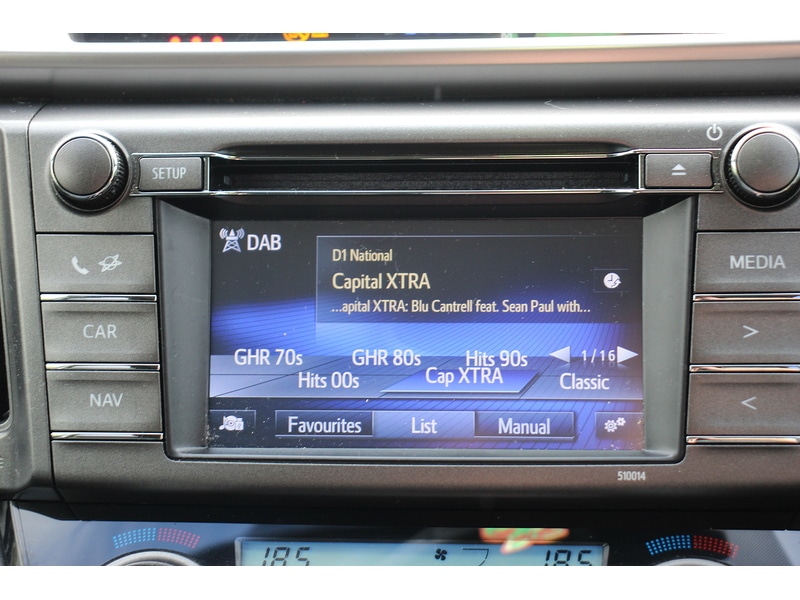 SETUP
DAB
D1 National
Capital XTRA
...apital XTRA: Blu Cantrell feat. Sean Paul with...
GHR 70s GHR 80s Hits 90s 1/16
Hits 00s Cap XTRA Classic
Favourites List Manual
CAR
NAV
MEDIA
>
<
510014
18.5 18.5